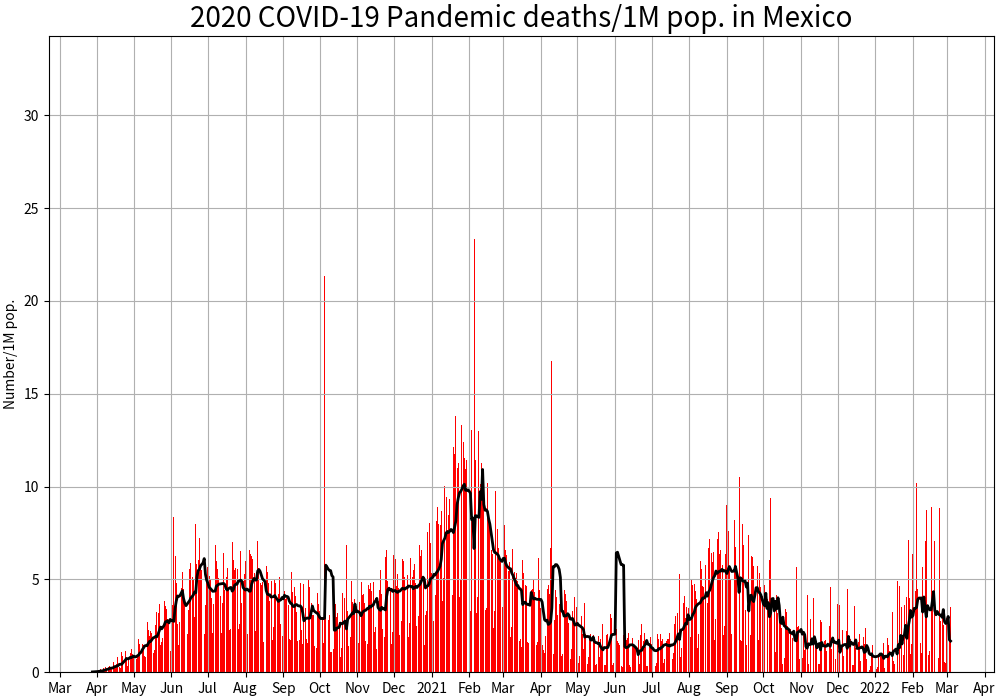 2020 COVID-19 Pandemic deaths/1M pop. in Mexico
Number/1M pop.
30
25
20
15
10
5
0
Mar Apr May Jun Jul Aug Sep Oct Nov Dec 2021 Feb Mar Apr May Jun Jul Aug Sep Oct Nov Dec 2022 Feb Mar Apr